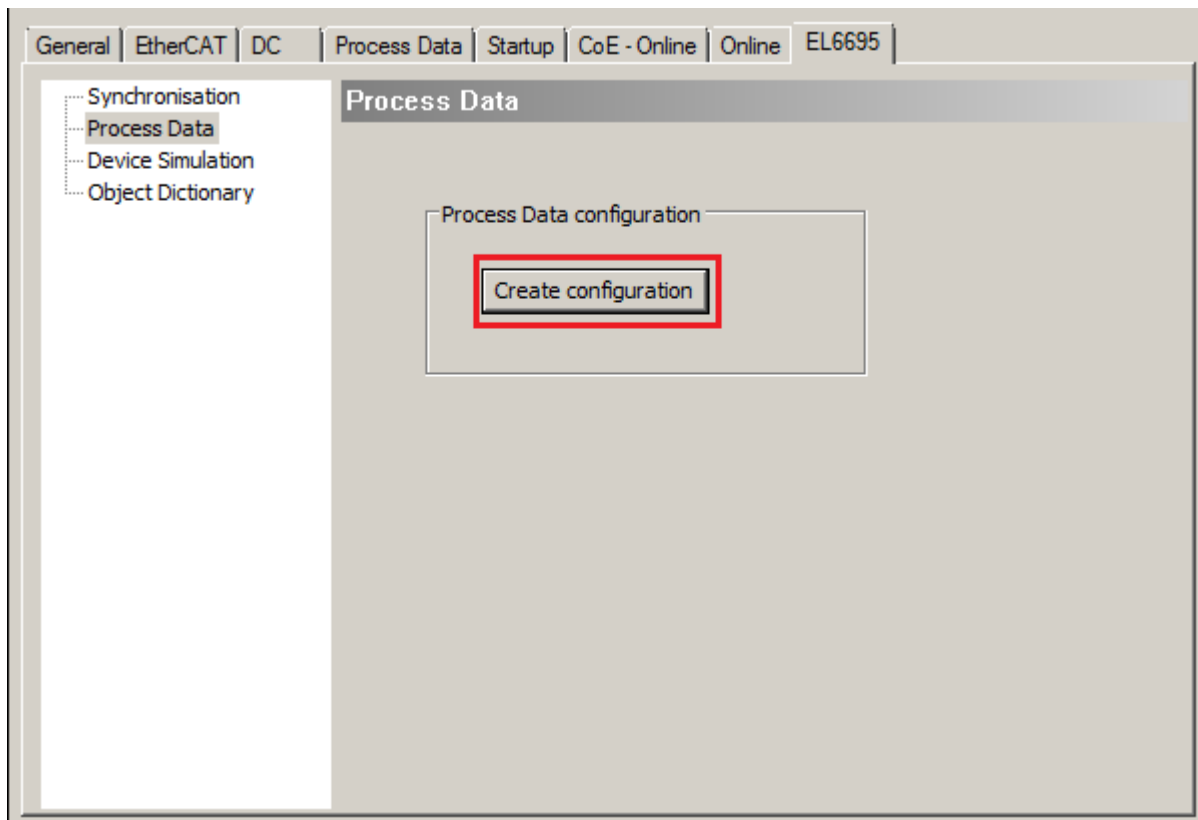 General EtherCAT DC Process Data Startup CoE - Online Online EL6695
Synchronisation
Process Data
Device Simulation
Object Dictionary
Process Data
Process Data configuration
Create configuration